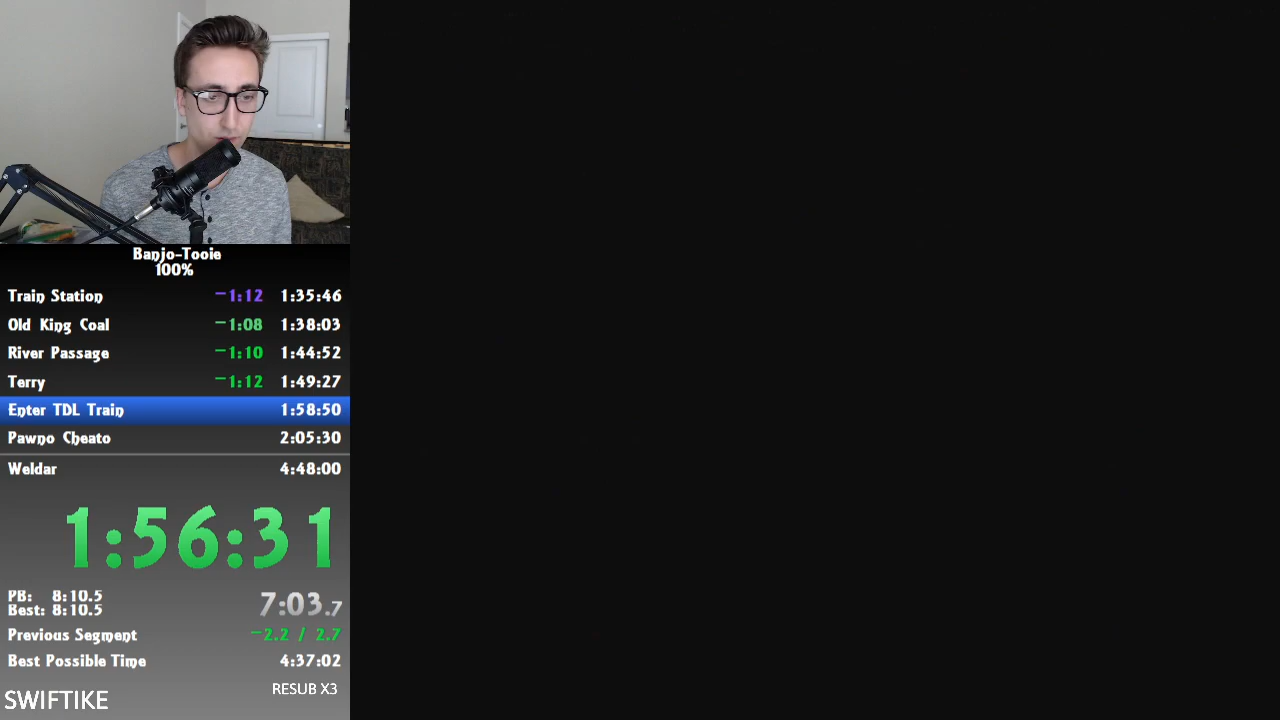 Banjo-Tooie
100%
Train Station −1:12 1:35:46
Old King Coal −1:08 1:38:03
River Passage −1:10 1:44:52
Terry −1:12 1:49:27
Enter TDL Train 1:58:50
Pawno Cheato 2:05:30
Weldar 4:48:00
1:56:31
PB: 8:10.5
Best: 8:10.5
7:03.7
Previous Segment −2.2 / 2.7
Best Possible Time 4:37:02
RESUB X3
SWIFTIKE